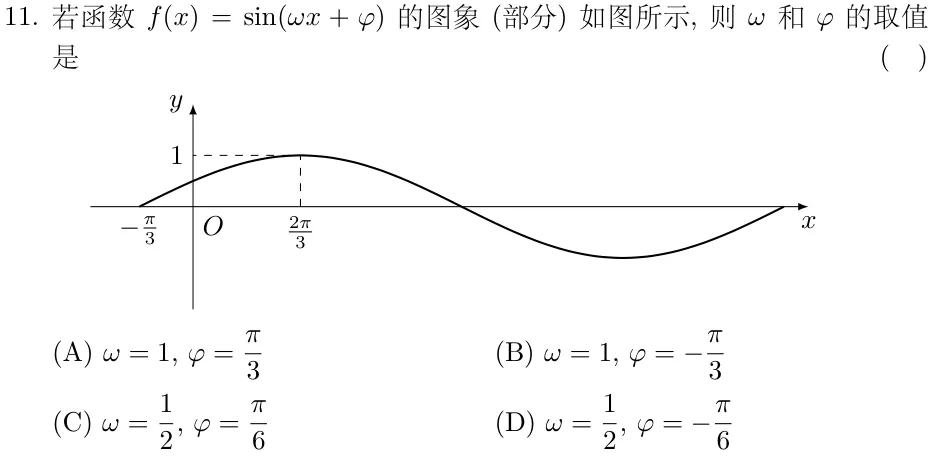 11. 若函数 f(x) = sin(ωx + φ) 的图象 (部分) 如图所示, 则 ω 和 φ 的取值
是 ( )
y
1
−π/3 O 2π/3 x
(A) ω = 1, φ = π/3 (B) ω = 1, φ = −π/3
(C) ω = 1/2, φ = π/6 (D) ω = 1/2, φ = −π/6